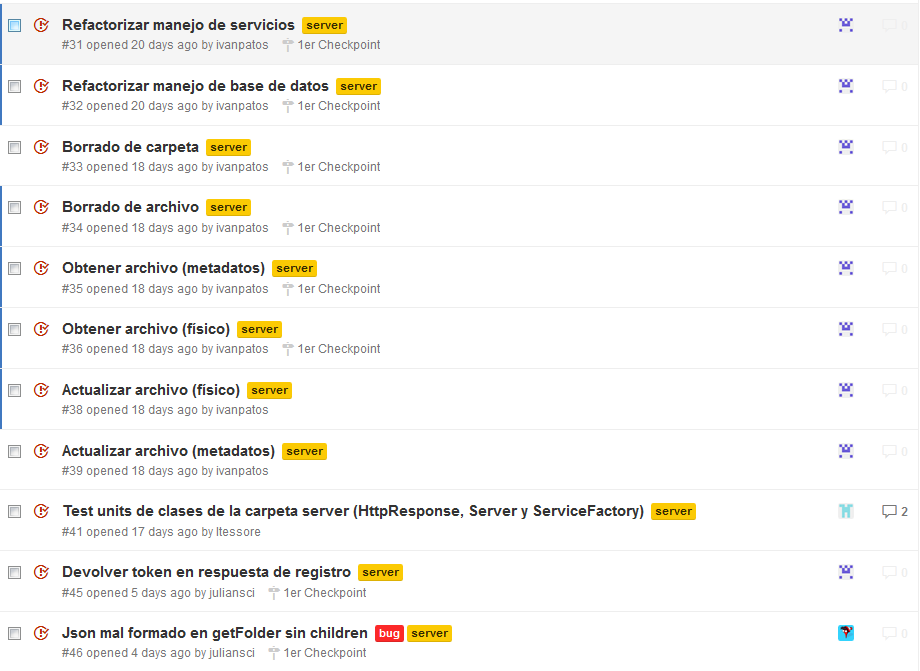 Refactorizar manejo de servicios server
#31 opened 20 days ago by ivanpatos 1er Checkpoint 0
Refactorizar manejo de base de datos server
#32 opened 20 days ago by ivanpatos 1er Checkpoint 0
Borrado de carpeta server
#33 opened 18 days ago by ivanpatos 1er Checkpoint 0
Borrado de archivo server
#34 opened 18 days ago by ivanpatos 1er Checkpoint 0
Obtener archivo (metadatos) server
#35 opened 18 days ago by ivanpatos 1er Checkpoint 0
Obtener archivo (físico) server
#36 opened 18 days ago by ivanpatos 1er Checkpoint 0
Actualizar archivo (físico) server
#38 opened 18 days ago by ivanpatos 0
Actualizar archivo (metadatos) server
#39 opened 18 days ago by ivanpatos 0
Test units de clases de la carpeta server (HttpResponse, Server y ServiceFactory) server 2
#41 opened 17 days ago by ltessore
Devolver token en respuesta de registro server 0
#45 opened 5 days ago by juliansci 1er Checkpoint
Json mal formado en getFolder sin children bug server 0
#46 opened 4 days ago by juliansci 1er Checkpoint